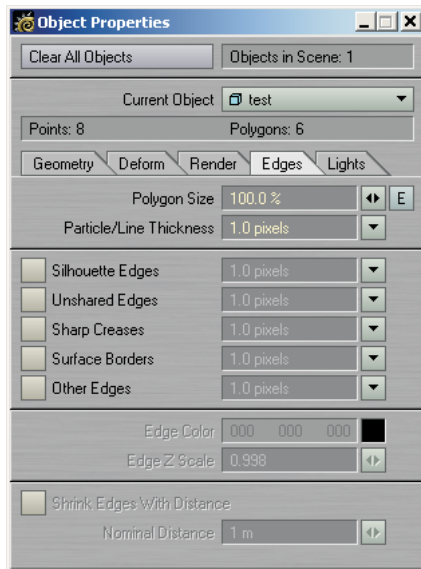 Object Properties
Clear All Objects Objects in Scene: 1
Current Object test
Points: 8 Polygons: 6
Geometry Deform Render Edges Lights
Polygon Size 100.0 % E
Particle/Line Thickness 1.0 pixels
Silhouette Edges 1.0 pixels
Unshared Edges 1.0 pixels
Sharp Creases 1.0 pixels
Surface Borders 1.0 pixels
Other Edges 1.0 pixels
Edge Color 000 000 000
Edge Z Scale 0.998
Shrink Edges With Distance
Nominal Distance 1 m